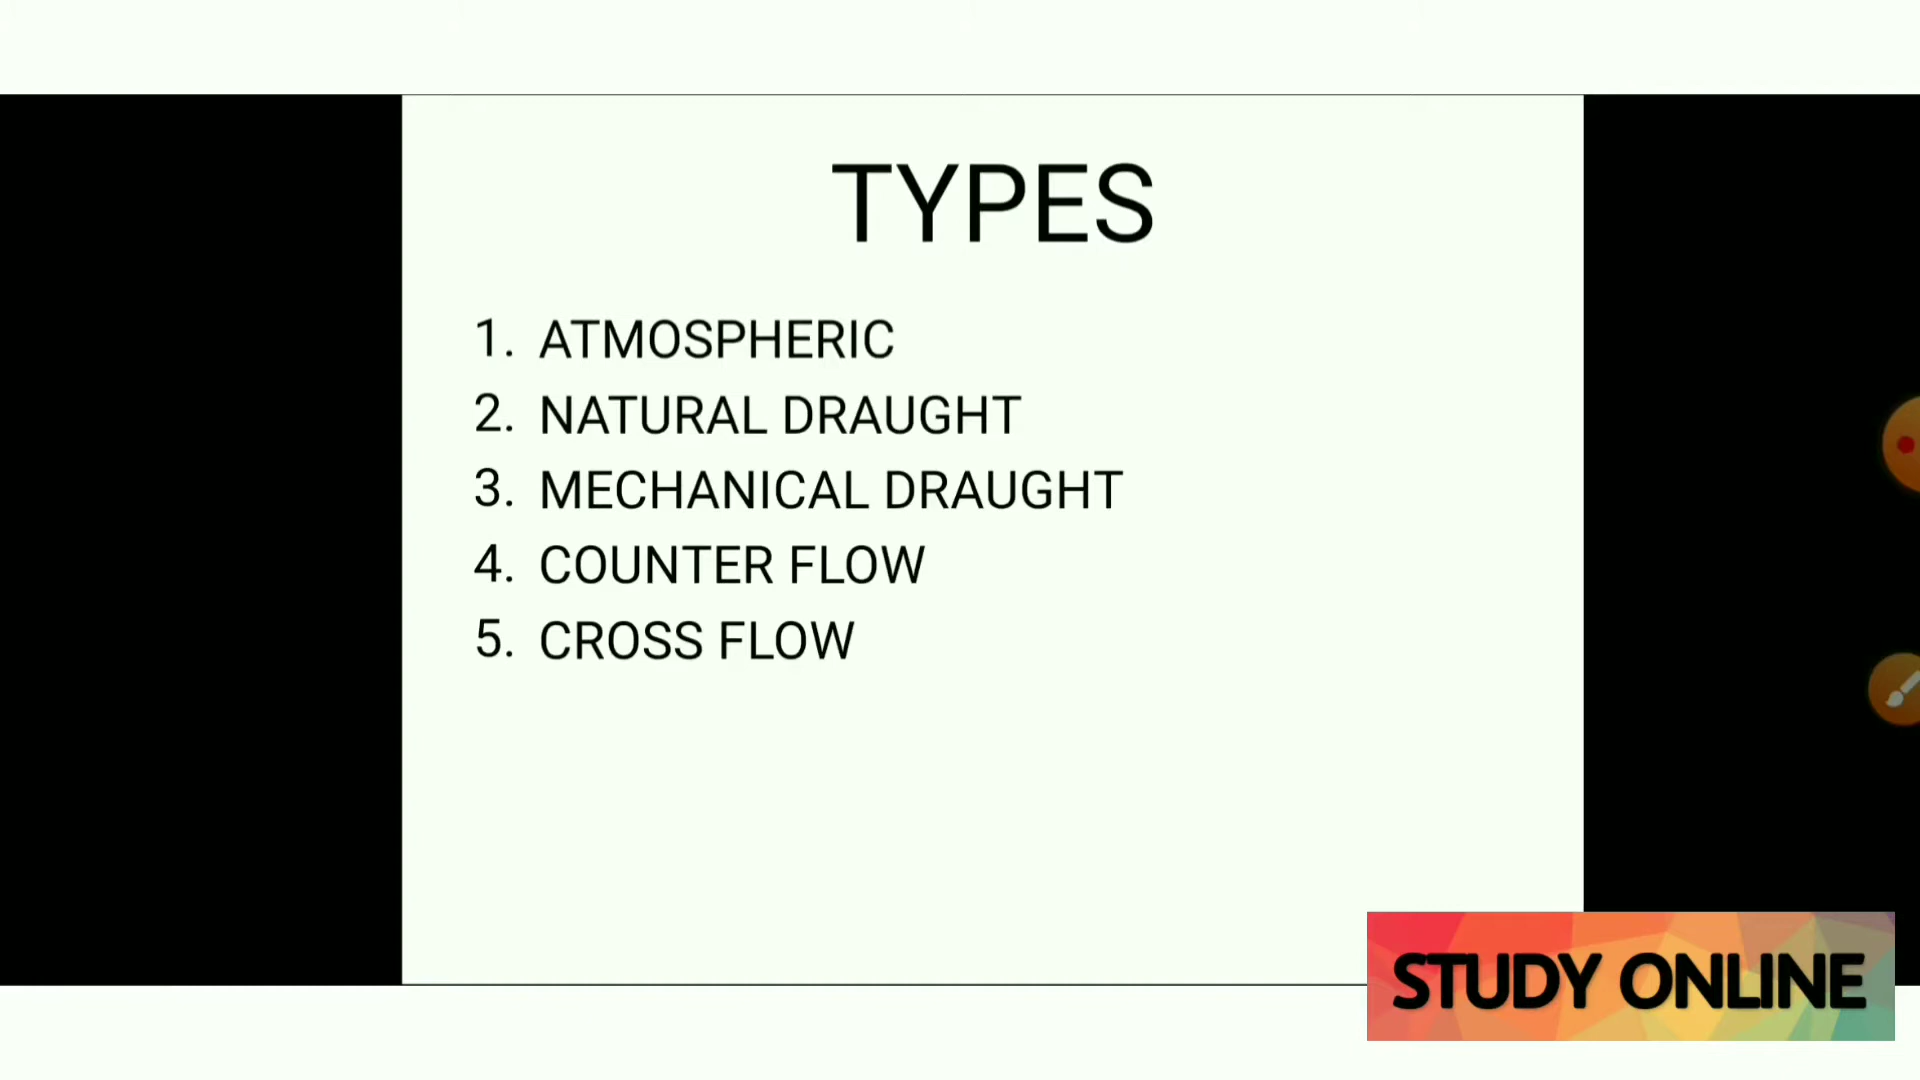 TYPES
1. ATMOSPHERIC
2. NATURAL DRAUGHT
3. MECHANICAL DRAUGHT
4. COUNTER FLOW
5. CROSS FLOW
STUDY ONLINE